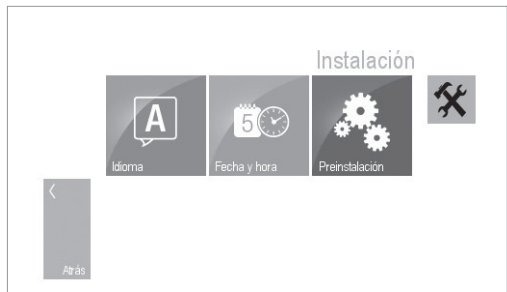 Instalación
A
5
Idioma
Fecha y hora
Preinstalación
Atrás